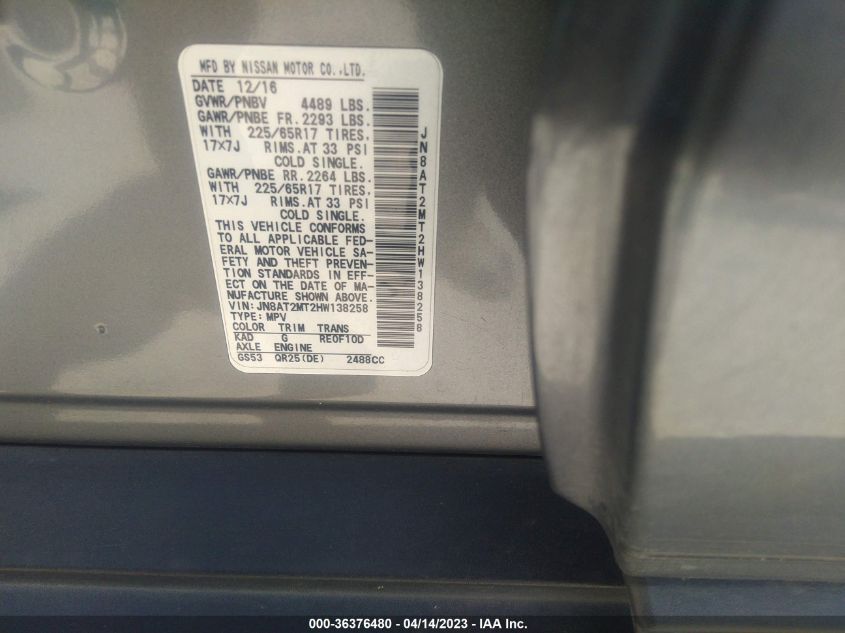 MFD BY NISSAN MOTOR CO.,LTD.
DATE 12/16
GVWR/PNBV 4489 LBS.
GAWR/PNBE FR. 2293 LBS.
WITH 225/65R17 TIRES.
17×7J RIMS.AT 33 PSI
COLD SINGLE.
GAWR/PNBE RR. 2264 LBS.
WITH 225/65R17 TIRES.
17×7J RIMS.AT 33 PSI
COLD SINGLE.
THIS VEHICLE CONFORMS
TO ALL APPLICABLE FED-
ERAL MOTOR VEHICLE SA-
FETY AND THEFT PREVEN-
TION STANDARDS IN EFF-
ECT ON THE DATE OF MA-
NUFACTURE SHOWN ABOVE.
VIN: JN8AT2MT2HW138258
TYPE: MPV
COLOR TRIM TRANS
KAD G RE0F10D
AXLE ENGINE
GS53 QR25(DE) 2488CC
JN8AT2MT2HW138258
000-36376480 - 04/14/2023 - IAA Inc.